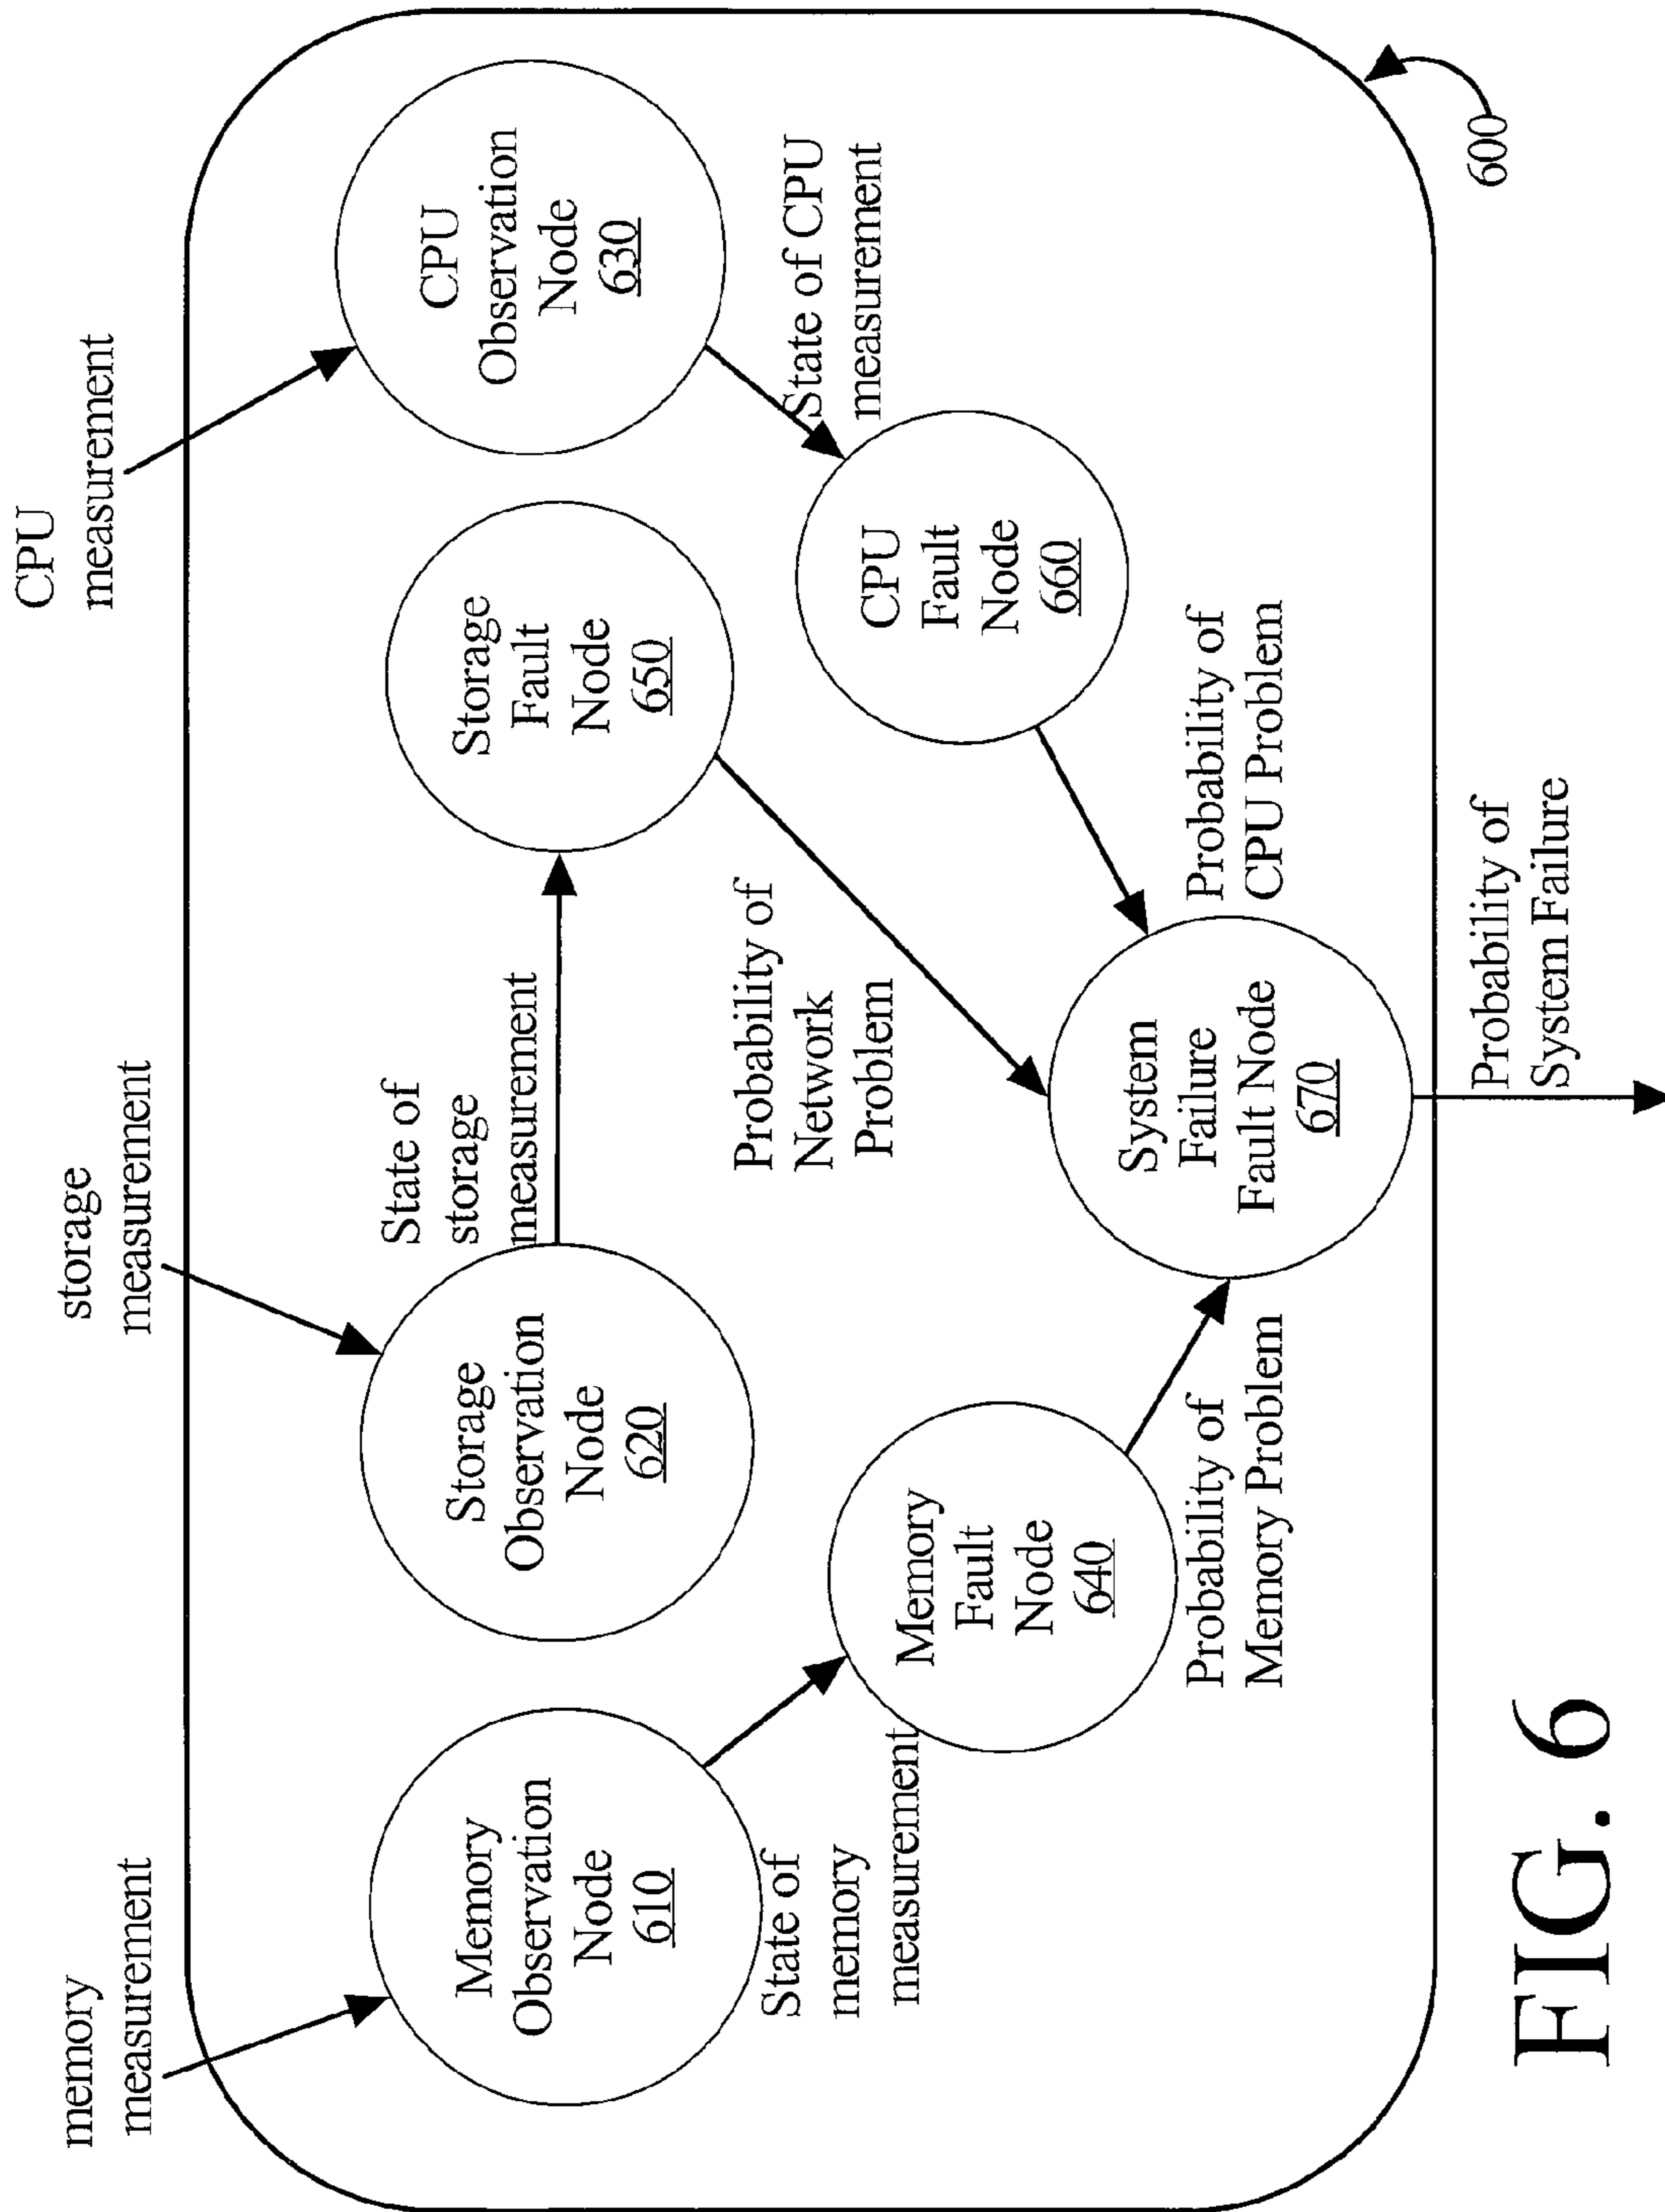 memory
measurement
storage
measurement
CPU
measurement
Memory
Observation
Node
610
State of
memory
measurement
Storage
Observation
Node
620
State of
storage
measurement
Storage
Fault
Node
650
CPU
Observation
Node
630
State of CPU
measurement
Memory
Fault
Node
640
Probability of
Memory Problem
Probability of
Network
Problem
CPU
Fault
Node
660
Probability of
CPU Problem
System
Failure
Fault Node
670
Probability of
System Failure
600
FIG. 6